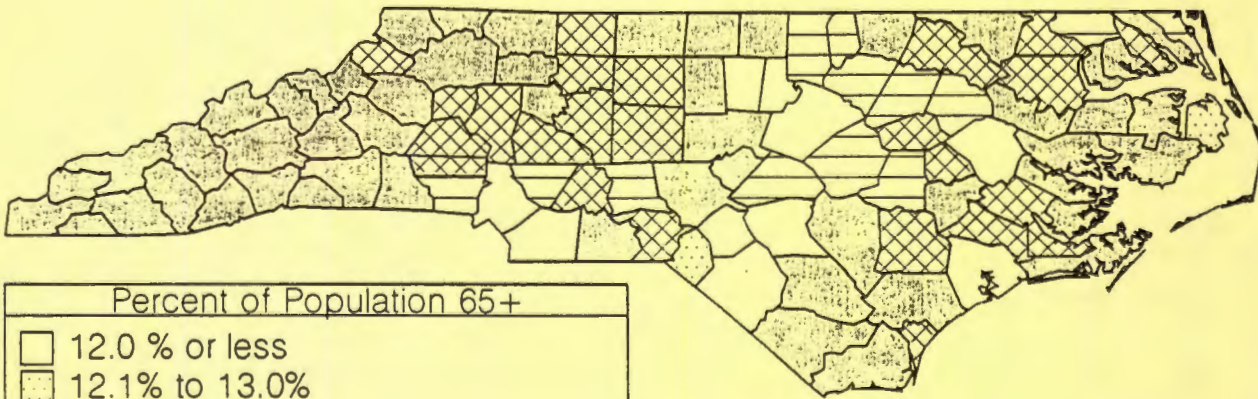 Percent of Population 65+
12.0 % or less
12.1% to 13.0%